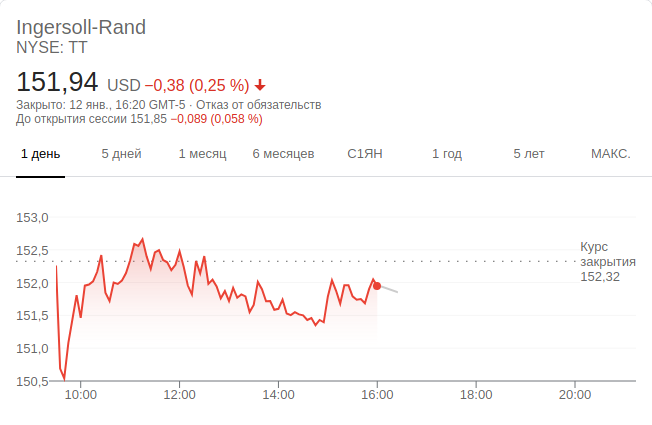 Ingersoll-Rand
NYSE: TT
151,94 USD −0,38 (0,25 %)
Закрыто: 12 янв., 16:20 GMT-5 · Отказ от обязательств
До открытия сессии 151,85 −0,089 (0,058 %)
1 день 5 дней 1 месяц 6 месяцев С1ЯН 1 год 5 лет МАКС.
153,0
152,5
152,0
151,5
151,0
150,5
Курс
закрытия
152,32
10:00 12:00 14:00 16:00 18:00 20:00